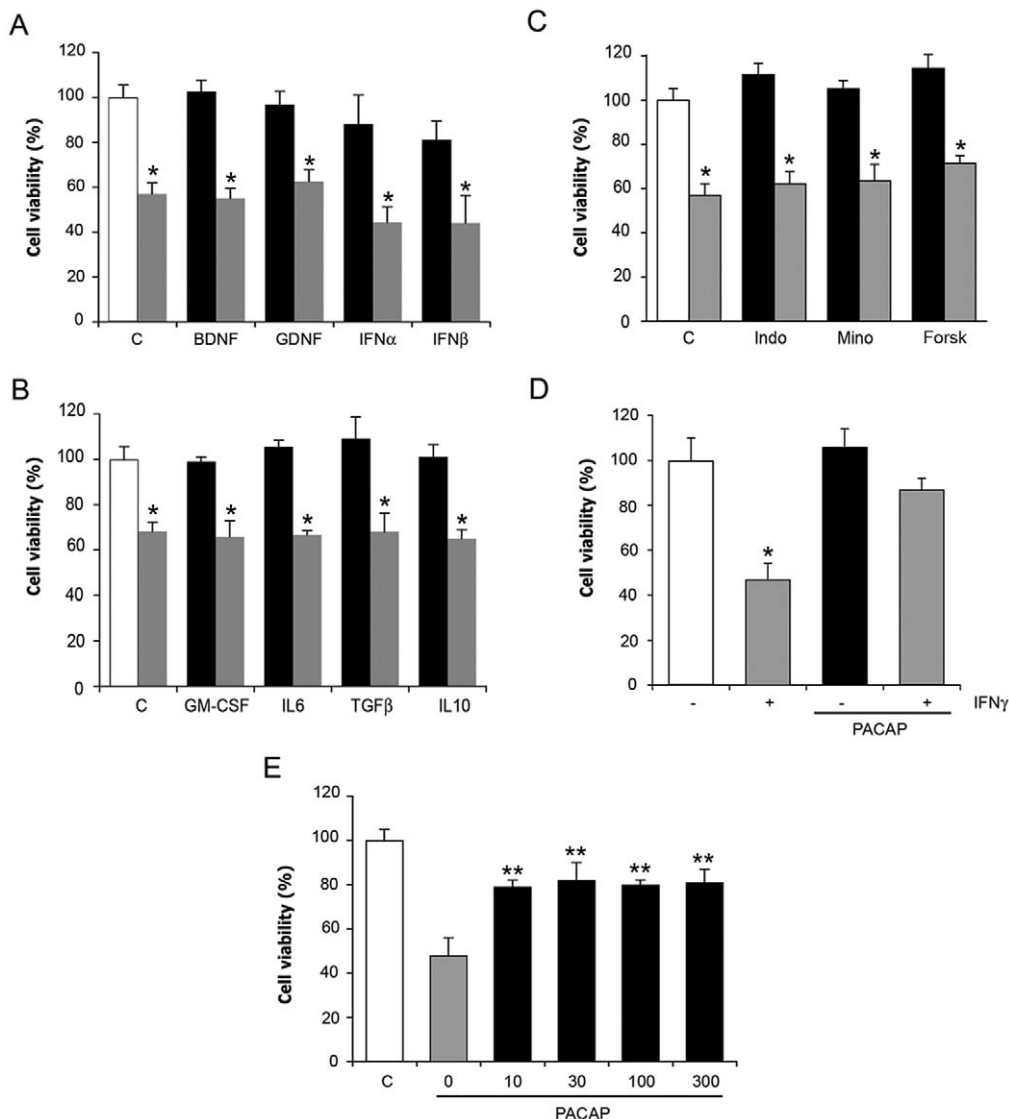 A
Cell viability (%)
120
100
80
60
40
20
0
* * * * *
C BDNF GDNF IFNα IFNβ
B
Cell viability (%)
120
100
80
60
40
20
0
* * * * *
C GM-CSF IL6 TGFβ IL10
C
Cell viability (%)
120
100
80
60
40
20
0
* * * *
C Indo Mino Forsk
D
Cell viability (%)
120
100
80
60
40
20
0
*
- + - + IFNγ
PACAP
E
Cell viability (%)
120
100
80
60
40
20
0
** ** ** **
C 0 10 30 100 300
PACAP